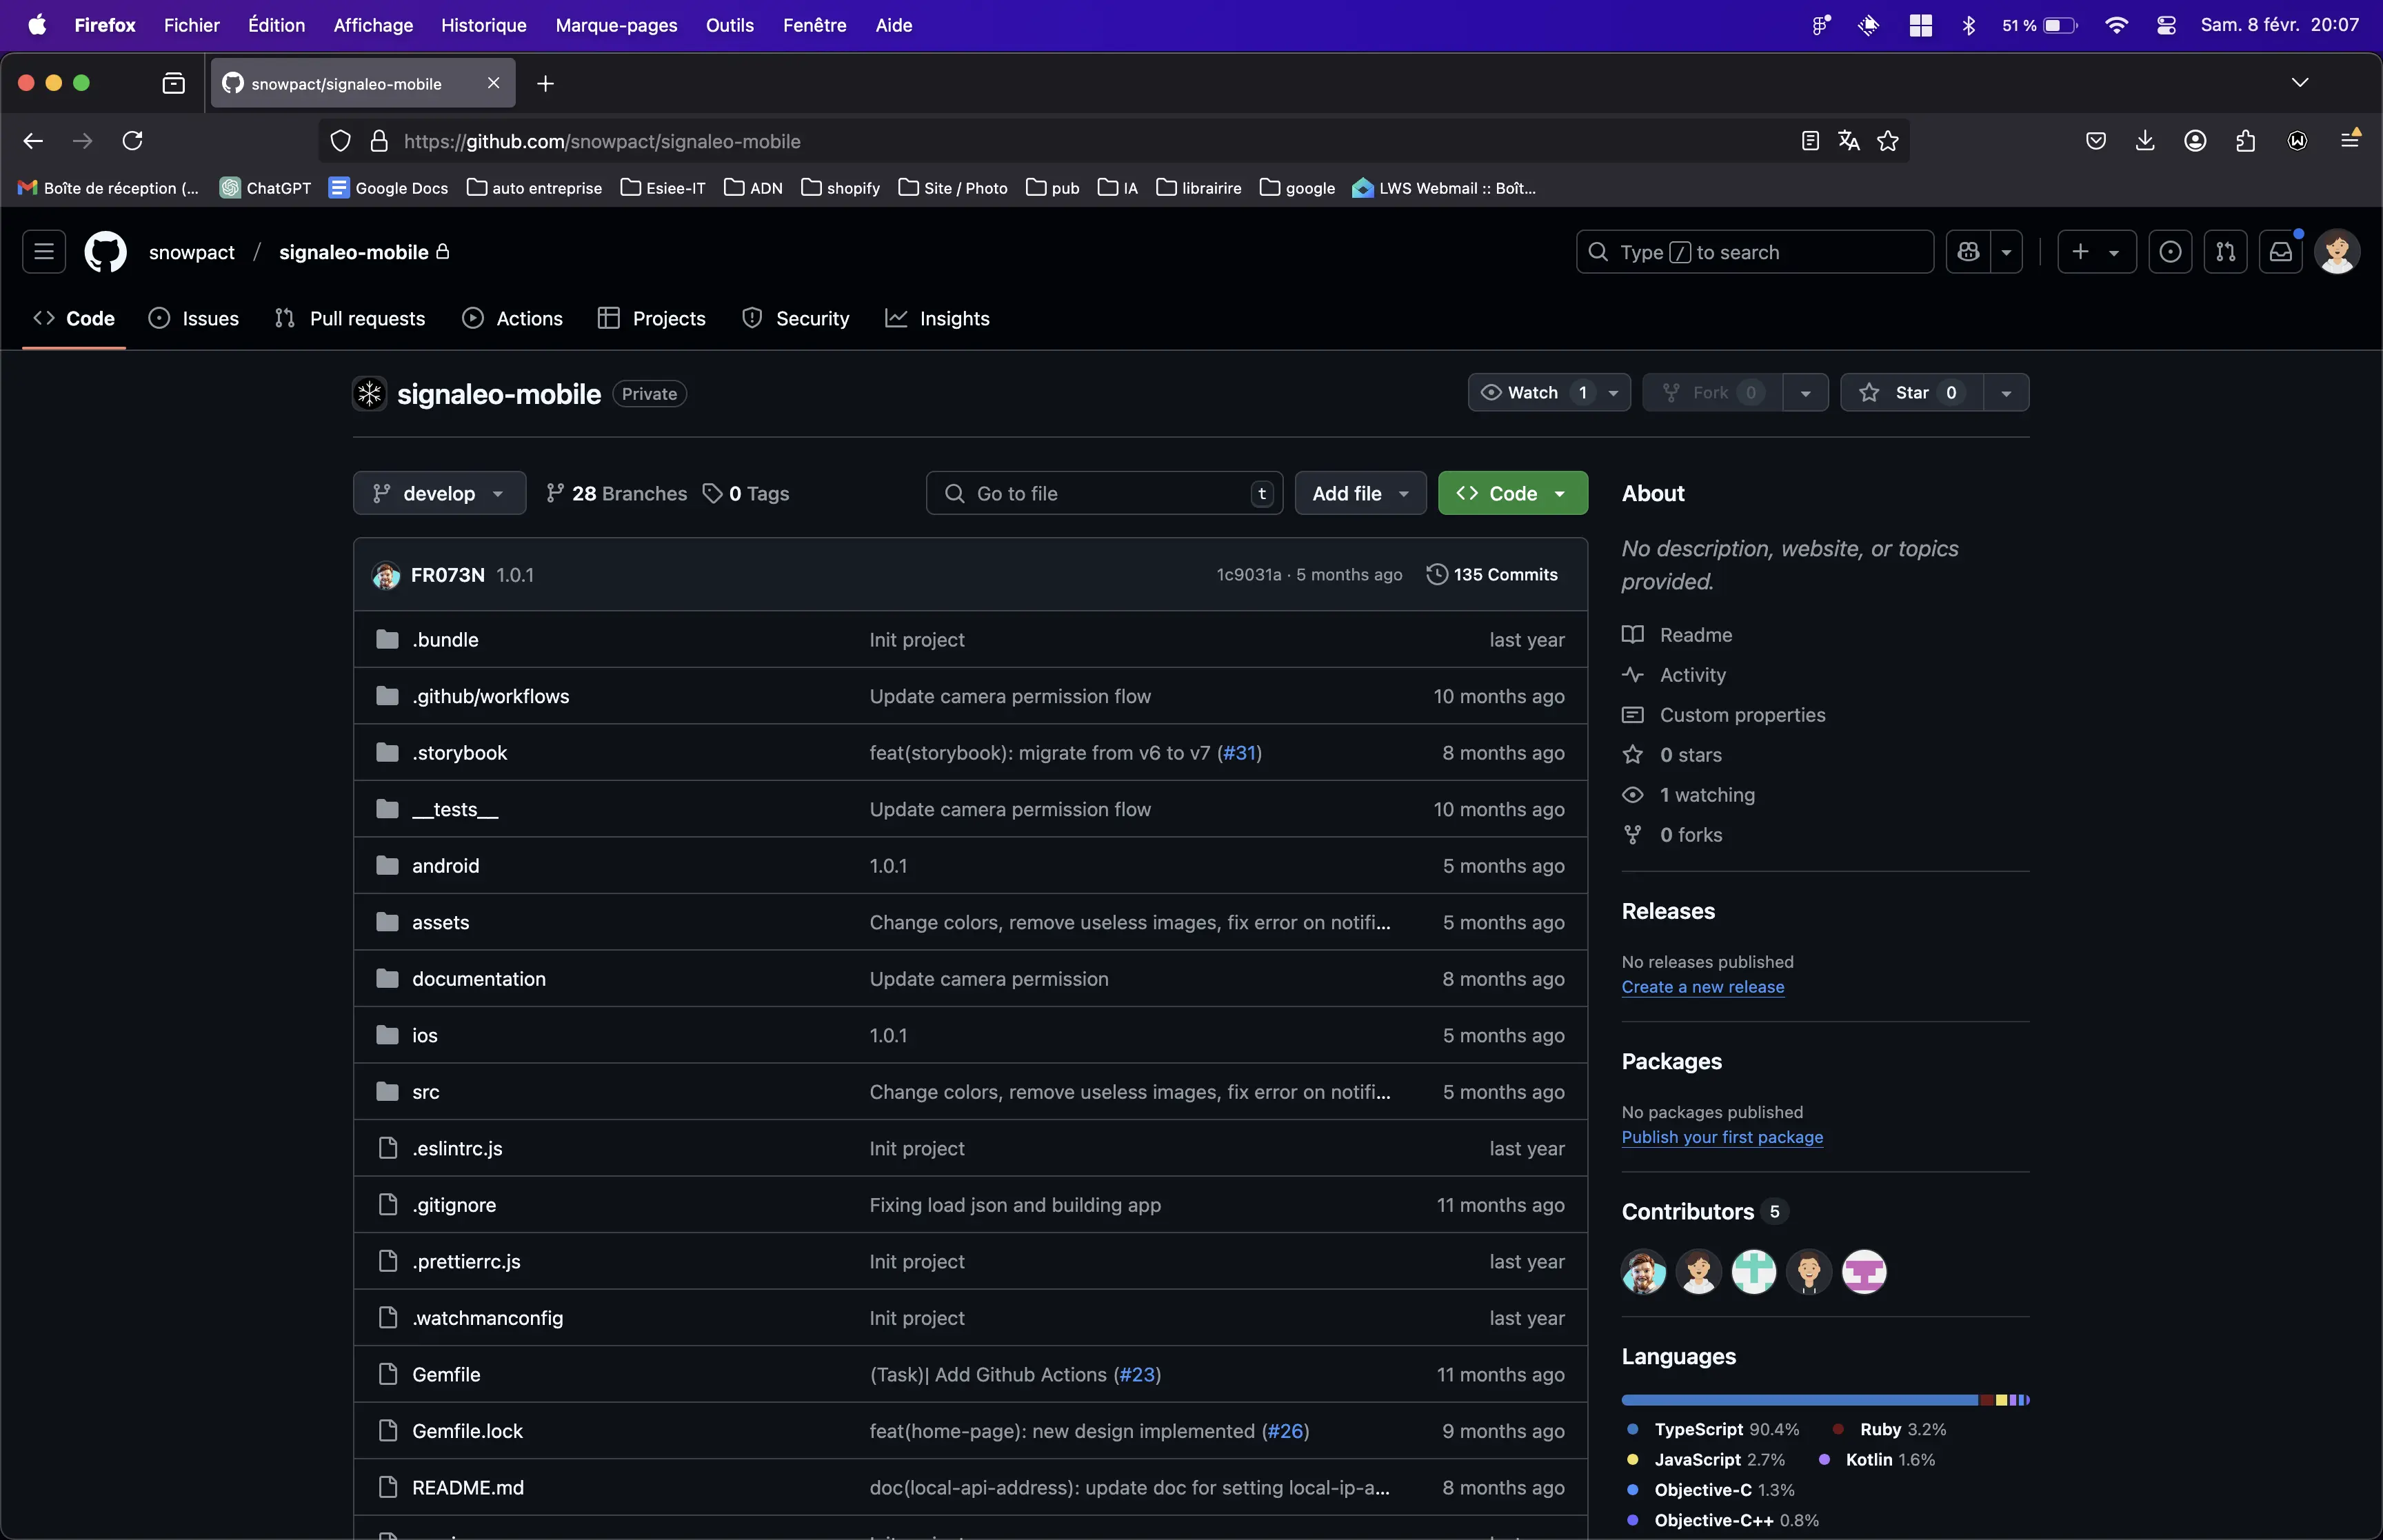 Firefox Fichier Édition Affichage Historique Marque-pages Outils Fenêtre Aide 51 % Sam. 8 févr. 20:07
snowpact/signaleo-mobile
https://github.com/snowpact/signaleo-mobile
Boîte de réception (... ChatGPT Google Docs auto entreprise Esiee-IT ADN shopify Site / Photo pub IA librairire google LWS Webmail :: Boît...
snowpact / signaleo-mobile Type / to search
Code Issues Pull requests Actions Projects Security Insights
signaleo-mobile Private Watch 1 Fork 0 Star 0
develop 28 Branches 0 Tags Go to file t Add file Code
FR073N 1.0.1 1c9031a · 5 months ago 135 Commits
.bundle Init project last year
.github/workflows Update camera permission flow 10 months ago
.storybook feat(storybook): migrate from v6 to v7 (#31) 8 months ago
__tests__ Update camera permission flow 10 months ago
android 1.0.1 5 months ago
assets Change colors, remove useless images, fix error on notifi... 5 months ago
documentation Update camera permission 8 months ago
ios 1.0.1 5 months ago
src Change colors, remove useless images, fix error on notifi... 5 months ago
.eslintrc.js Init project last year
.gitignore Fixing load json and building app 11 months ago
.prettierrc.js Init project last year
.watchmanconfig Init project last year
Gemfile (Task)| Add Github Actions (#23) 11 months ago
Gemfile.lock feat(home-page): new design implemented (#26) 9 months ago
README.md doc(local-api-address): update doc for setting local-ip-a... 8 months ago
About
No description, website, or topics
provided.
Readme
Activity
Custom properties
0 stars
1 watching
0 forks
Releases
No releases published
Create a new release
Packages
No packages published
Publish your first package
Contributors 5
Languages
TypeScript 90.4% Ruby 3.2%
JavaScript 2.7% Kotlin 1.6%
Objective-C 1.3%
Objective-C++ 0.8%